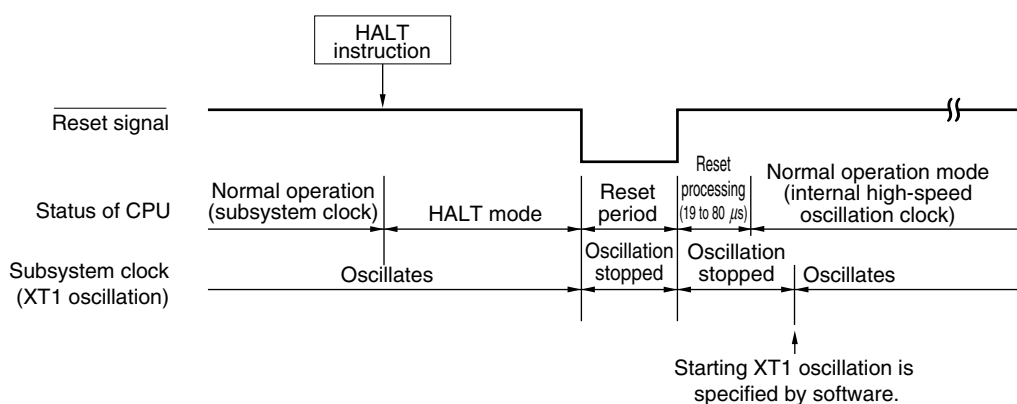 HALT
instruction
Reset signal
Status of CPU
Normal operation
(subsystem clock)
HALT mode
Reset
period
Reset
processing
(19 to 80 μs)
Normal operation mode
(internal high-speed
oscillation clock)
Subsystem clock
(XT1 oscillation)
Oscillates
Oscillation
stopped
Oscillation
stopped
Oscillates
Starting XT1 oscillation is
specified by software.